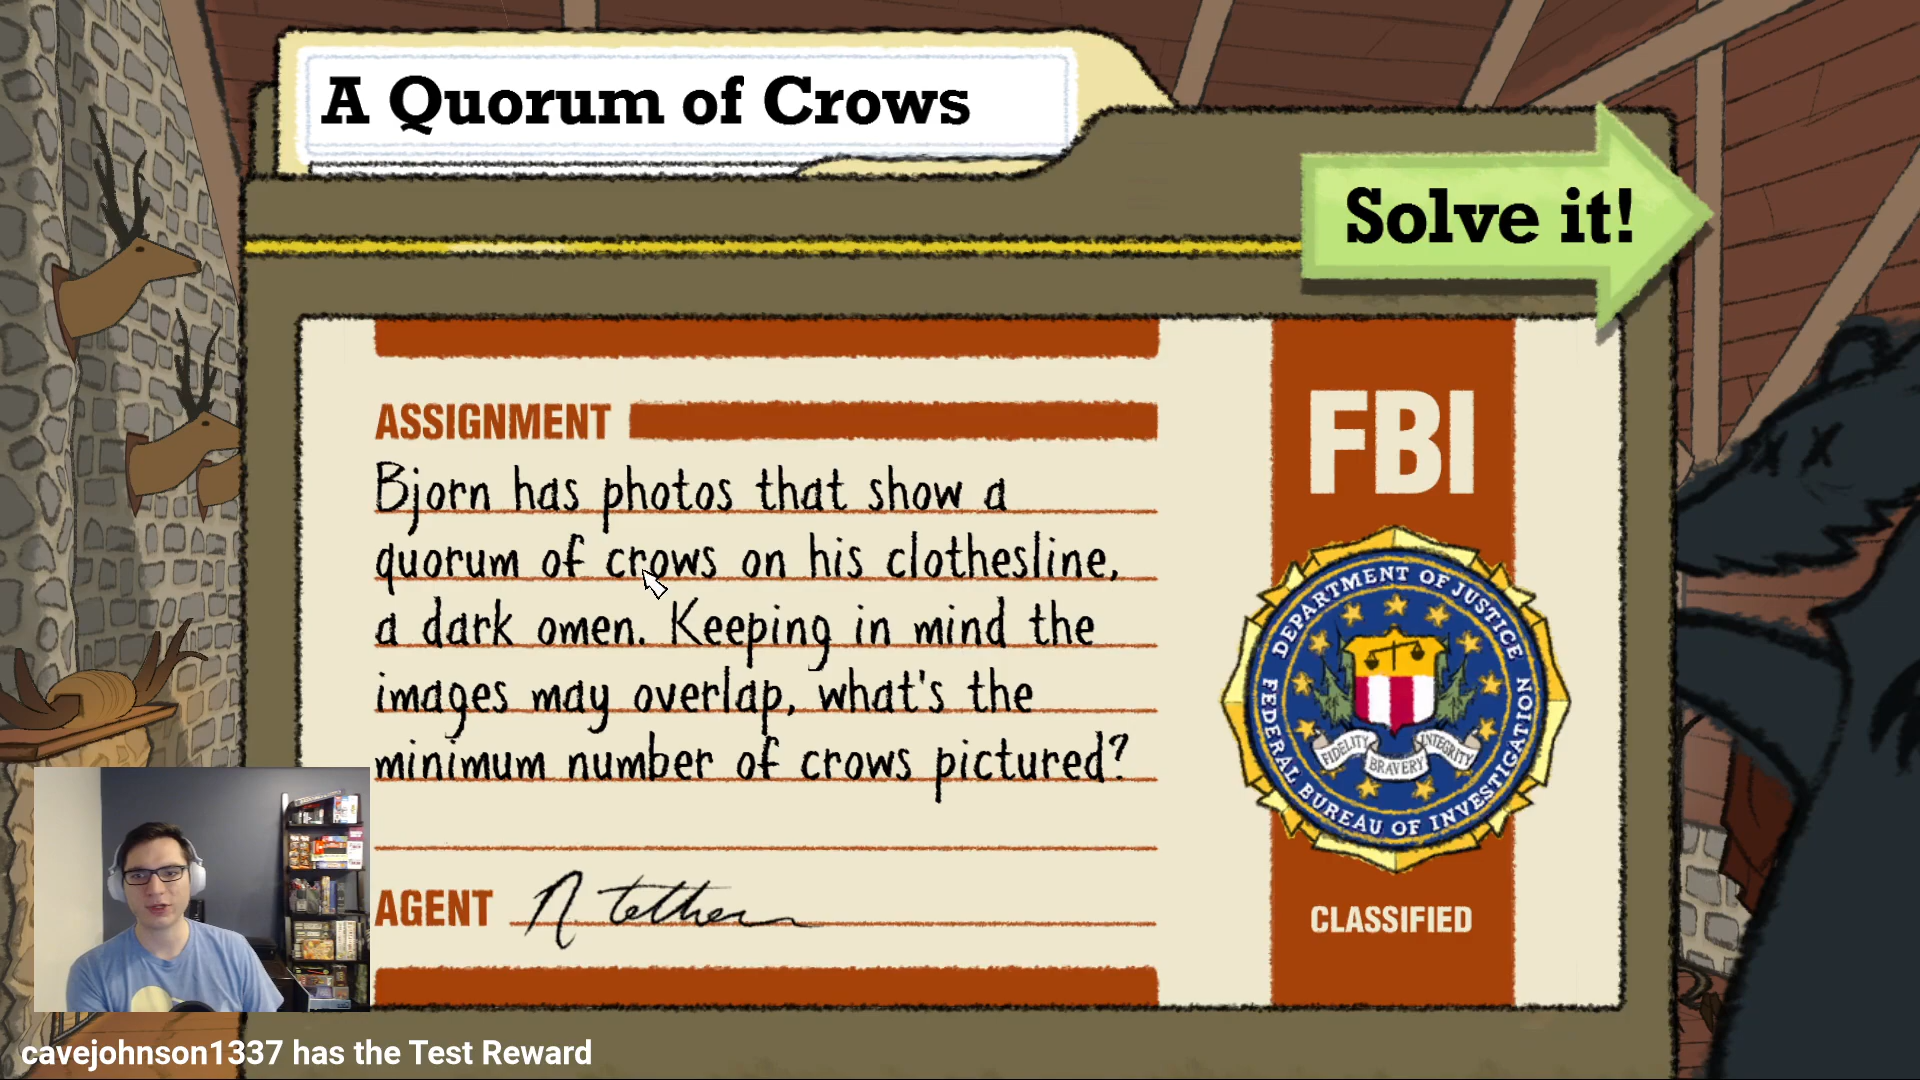 A Quorum of Crows
Solve it!
ASSIGNMENT
Bjorn has photos that show a
quorum of crows on his clothesline,
a dark omen. Keeping in mind the
images may overlap, what's the
minimum number of crows pictured?
AGENT N Tether
FBI
DEPARTMENT OF JUSTICE
FIDELITY
BRAVERY
INTEGRITY
FEDERAL BUREAU OF INVESTIGATION
CLASSIFIED
cavejohnson1337 has the Test Reward